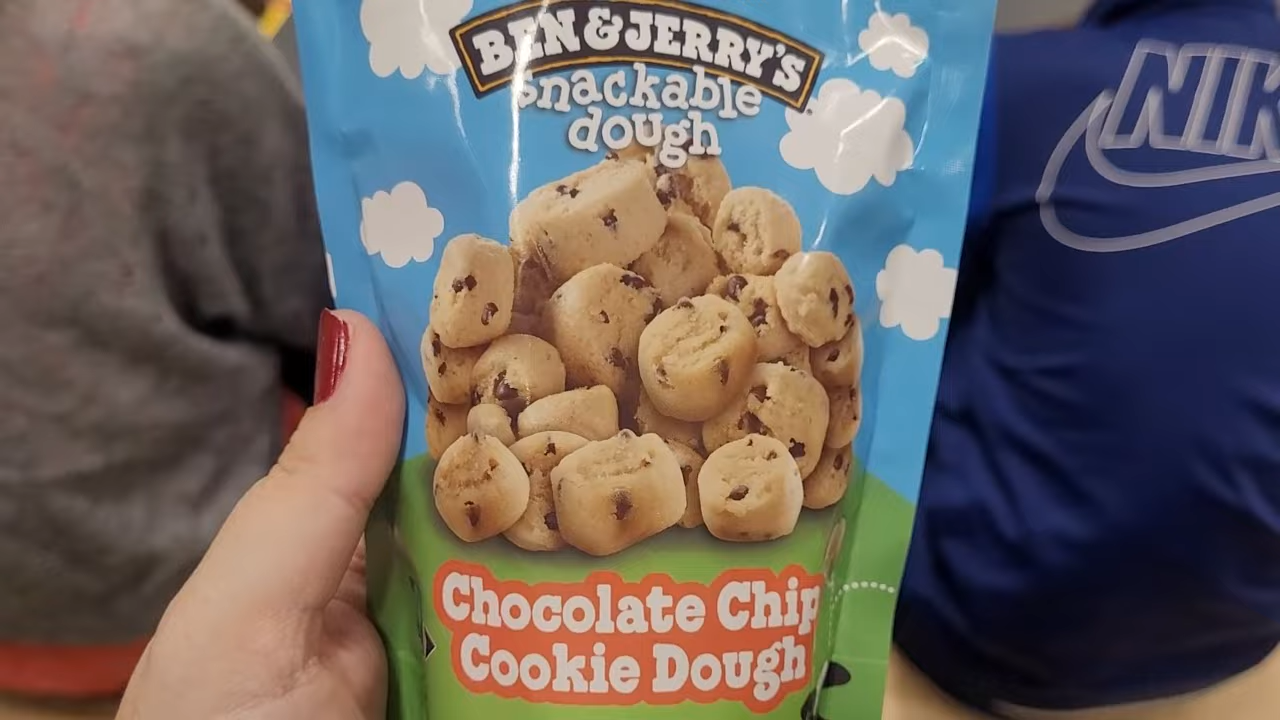 BEN & JERRY'S
snackable
dough
NIK
Chocolate Chip
Cookie Dough